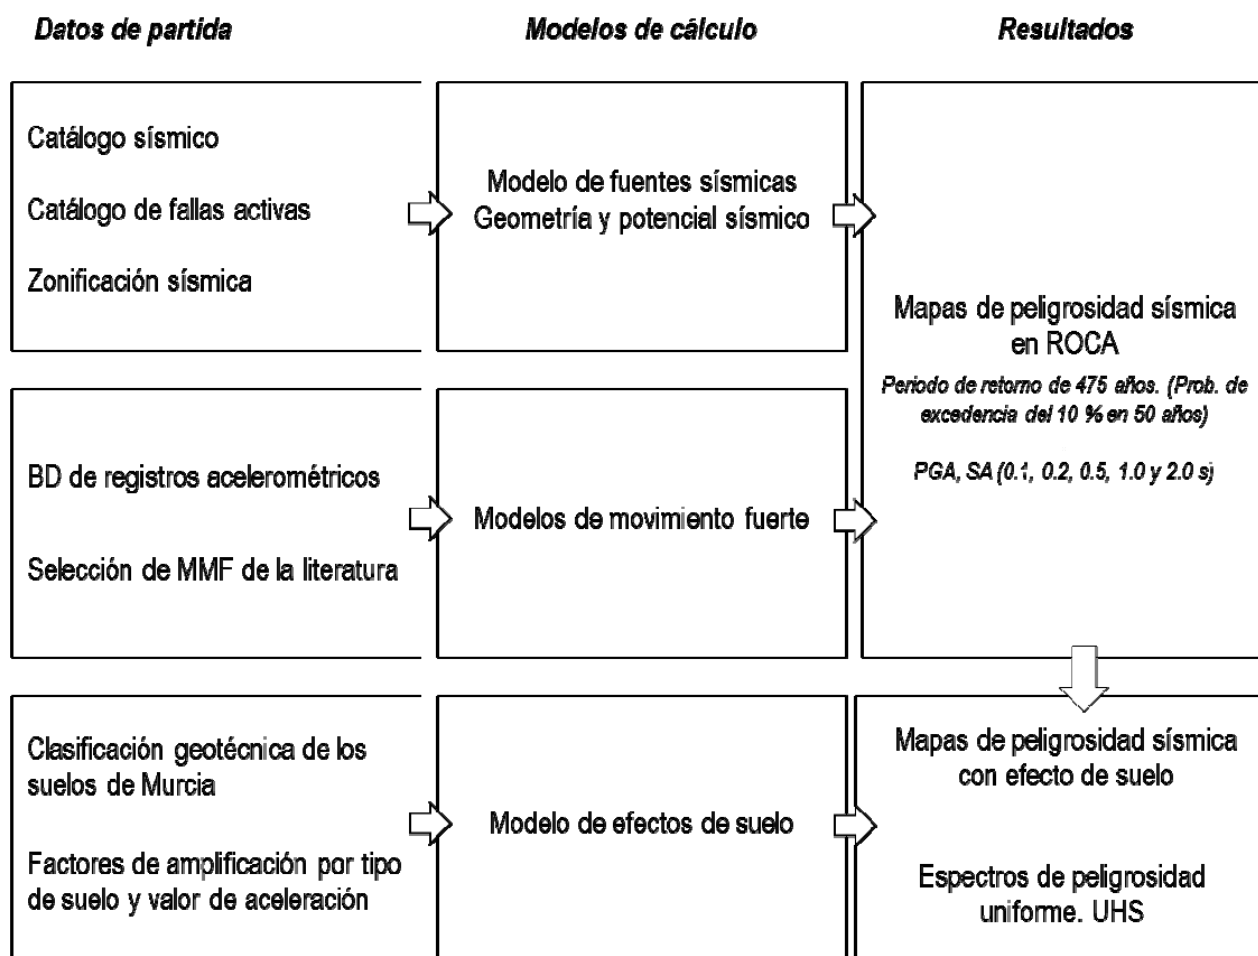 Datos de partida
Modelos de cálculo
Resultados
Catálogo sísmico
Catálogo de fallas activas
Zonificación sísmica
Modelo de fuentes sísmicas
Geometría y potencial sísmico
Mapas de peligrosidad sísmica
en ROCA
Periodo de retorno de 475 años. (Prob. de
excedencia del 10 % en 50 años)
PGA, SA (0.1, 0.2, 0.5, 1.0 y 2.0 s)
BD de registros acelerométricos
Selección de MMF de la literatura
Modelos de movimiento fuerte
Clasificación geotécnica de los
suelos de Murcia
Factores de amplificación por tipo
de suelo y valor de aceleración
Modelo de efectos de suelo
Mapas de peligrosidad sísmica
con efecto de suelo
Espectros de peligrosidad
uniforme. UHS